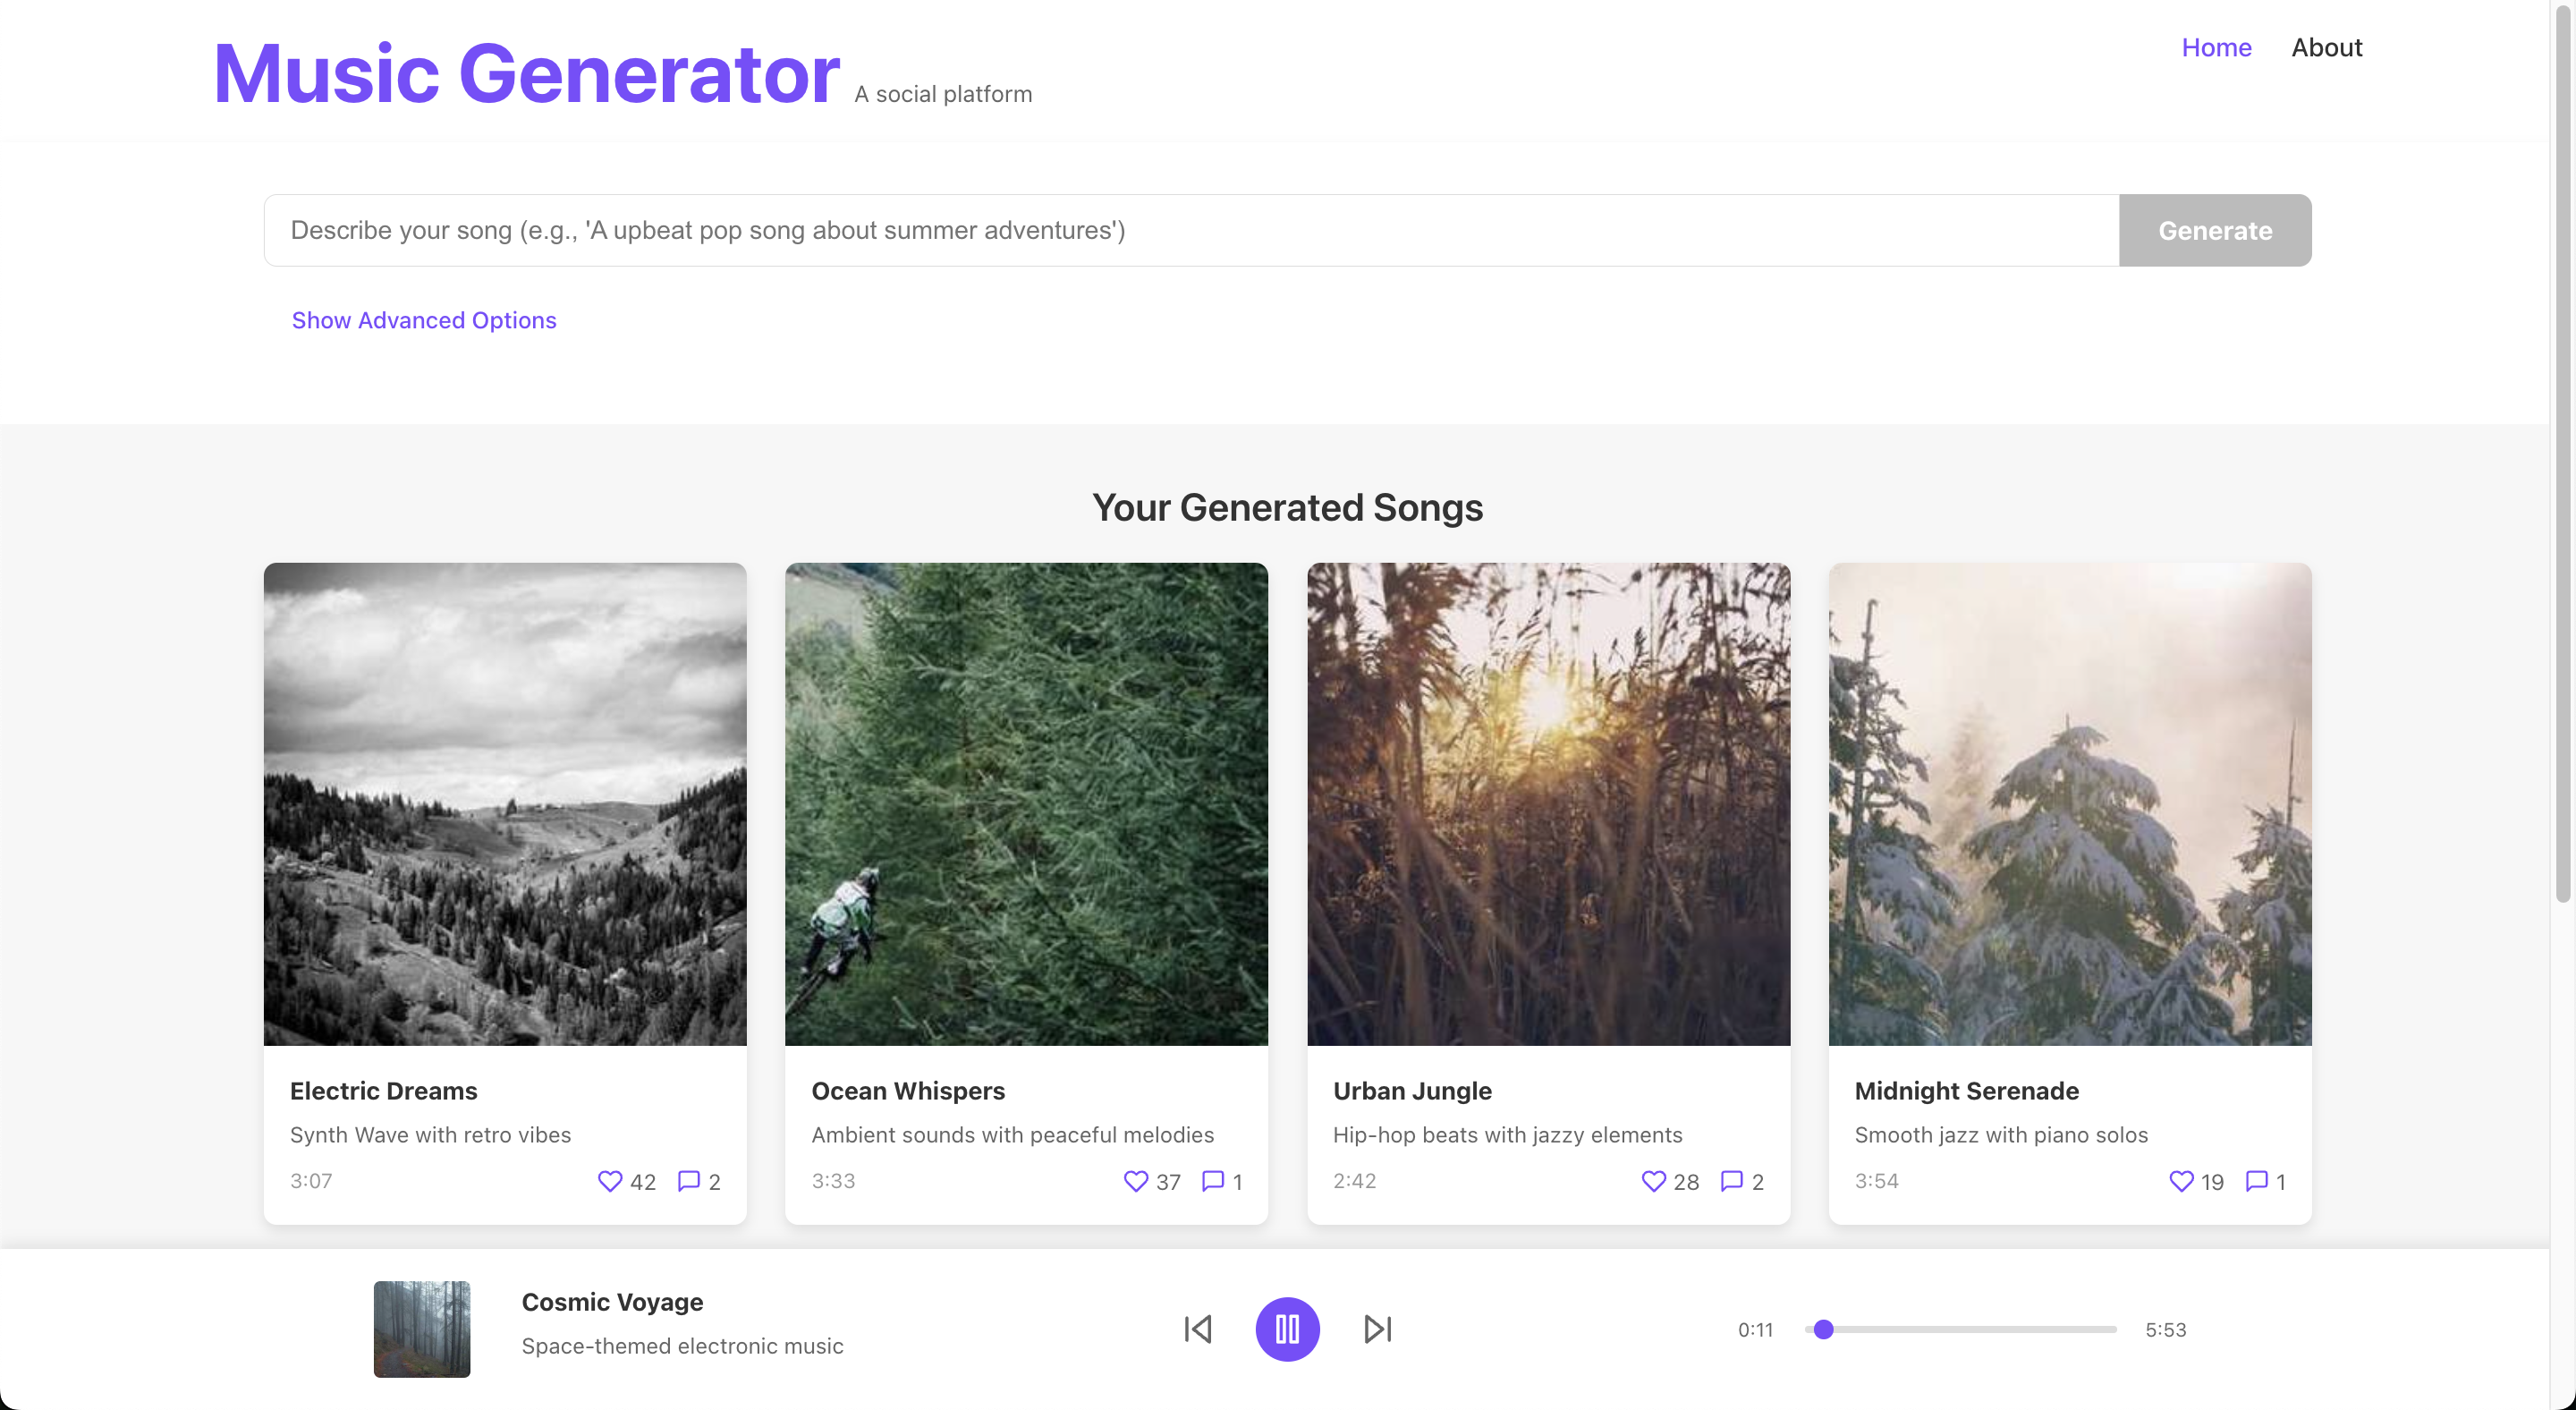 Music Generator A social platform
Home About
Describe your song (e.g., 'A upbeat pop song about summer adventures')
Generate
Show Advanced Options
Your Generated Songs
Electric Dreams
Synth Wave with retro vibes
3:07 42 2
Ocean Whispers
Ambient sounds with peaceful melodies
3:33 37 1
Urban Jungle
Hip-hop beats with jazzy elements
2:42 28 2
Midnight Serenade
Smooth jazz with piano solos
3:54 19 1
Cosmic Voyage
Space-themed electronic music
0:11 5:53